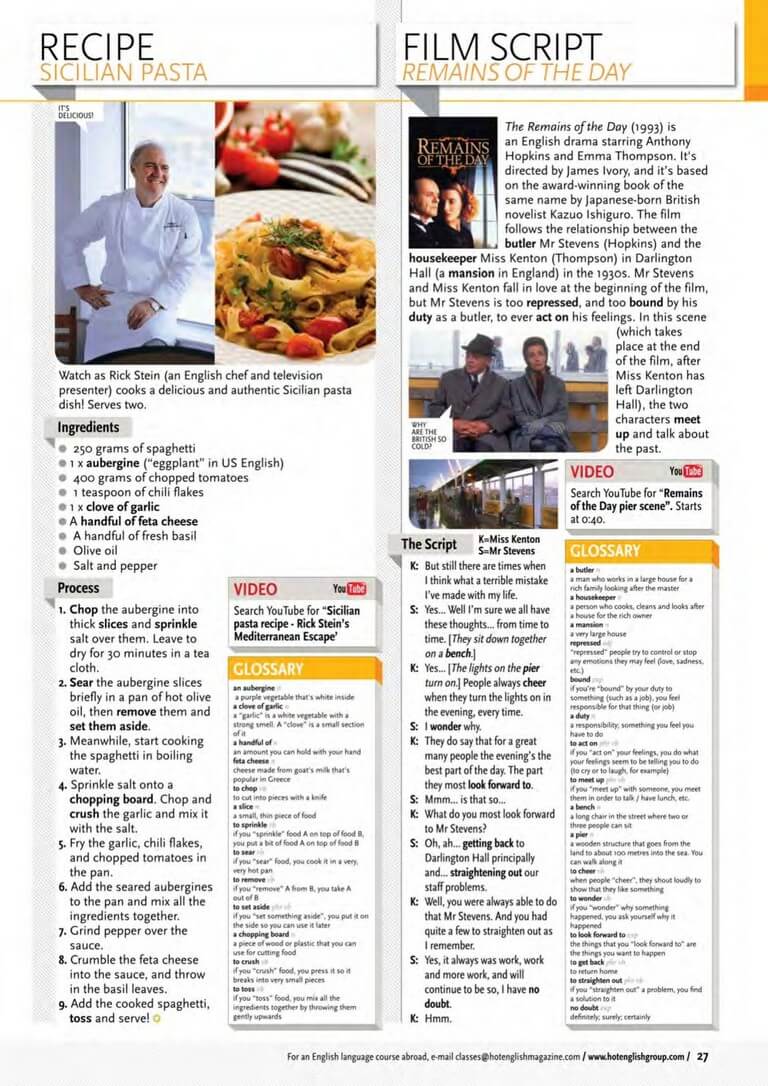 RECIPE
SICILIAN PASTA
IT'S
DELICIOUS!
Watch as Rick Stein (an English chef and television
presenter) cooks a delicious and authentic Sicilian pasta
dish! Serves two.
Ingredients
250 grams of spaghetti
1 x aubergine (“eggplant” in US English)
400 grams of chopped tomatoes
1 teaspoon of chili flakes
1 x clove of garlic
A handful of feta cheese
A handful of fresh basil
Olive oil
Salt and pepper
Process
1. Chop the aubergine into
thick slices and sprinkle
salt over them. Leave to
dry for 30 minutes in a tea
cloth.
2. Sear the aubergine slices
briefly in a pan of hot olive
oil, then remove them and
set them aside.
3. Meanwhile, start cooking
the spaghetti in boiling
water.
4. Sprinkle salt onto a
chopping board. Chop and
crush the garlic and mix it
with the salt.
5. Fry the garlic, chili flakes,
and chopped tomatoes in
the pan.
6. Add the seared aubergines
to the pan and mix all the
ingredients together.
7. Grind pepper over the
sauce.
8. Crumble the feta cheese
into the sauce, and throw
in the basil leaves.
9. Add the cooked spaghetti,
toss and serve!
VIDEO YouTube
Search YouTube for “Sicilian
pasta recipe - Rick Stein's
Mediterranean Escape’
GLOSSARY
an aubergine n
a purple vegetable that's white inside
a clove of garlic n
a “garlic” is a white vegetable with a
strong smell. A “clove” is a small section
of it
a handful of n
an amount you can hold with your hand
feta cheese n
cheese made from goat's milk that's
popular in Greece
to chop vb
to cut into pieces with a knife
a slice n
a small, thin piece of food
to sprinkle vb
if you “sprinkle” food A on top of food B,
you put a bit of food A on top of food B
to sear vb
if you “sear” food, you cook it in a very,
very hot pan
to remove vb
if you “remove” A from B, you take A
out of B
to set aside phr vb
if you “set something aside”, you put it on
the side so you can use it later
a chopping board n
a piece of wood or plastic that you can
use for cutting food
to crush vb
if you “crush” food, you press it so it
breaks into very small pieces
to toss vb
if you “toss” food, you mix all the
ingredients together by throwing them
gently upwards
FILM SCRIPT
REMAINS OF THE DAY
REMAINS
OF THE DAY
The Remains of the Day (1993) is
an English drama starring Anthony
Hopkins and Emma Thompson. It's
directed by James Ivory, and it's based
on the award-winning book of the
same name by Japanese-born British
novelist Kazuo Ishiguro. The film
follows the relationship between the
butler Mr Stevens (Hopkins) and the
housekeeper Miss Kenton (Thompson) in Darlington
Hall (a mansion in England) in the 1930s. Mr Stevens
and Miss Kenton fall in love at the beginning of the film,
but Mr Stevens is too repressed, and too bound by his
duty as a butler, to ever act on his feelings. In this scene
(which takes
place at the end
of the film, after
Miss Kenton has
left Darlington
Hall), the two
characters meet
up and talk about
the past.
WHY
ARE THE
BRITISH SO
COLD?
VIDEO YouTube
Search YouTube for “Remains
of the Day pier scene”. Starts
at 0:40.
The Script
K=Miss Kenton
S=Mr Stevens
K: But still there are times when
I think what a terrible mistake
I've made with my life.
S: Yes... Well I'm sure we all have
these thoughts... from time to
time. [They sit down together
on a bench.]
K: Yes... [The lights on the pier
turn on.] People always cheer
when they turn the lights on in
the evening, every time.
S: I wonder why.
K: They do say that for a great
many people the evening's the
best part of the day. The part
they most look forward to.
S: Mmm... is that so...
K: What do you most look forward
to Mr Stevens?
S: Oh, ah... getting back to
Darlington Hall principally
and... straightening out our
staff problems.
K: Well, you were always able to do
that Mr Stevens. And you had
quite a few to straighten out as
I remember.
S: Yes, it always was work, work
and more work, and will
continue to be so, I have no
doubt.
K: Hmm.
GLOSSARY
a butler n
a man who works in a large house for a
rich family looking after the master
a housekeeper n
a person who cooks, cleans and looks after
a house for the rich owner
a mansion n
a very large house
repressed adj
“repressed” people try to control or stop
any emotions they may feel (love, sadness,
etc.)
bound exp
if you're “bound” by your duty to
something (such as a job), you feel
responsible for that thing (or job)
a duty n
a responsibility; something you feel you
have to do
to act on phr vb
if you “act on” your feelings, you do what
your feelings seem to be telling you to do
(to cry or to laugh, for example)
to meet up phr vb
if you “meet up” with someone, you meet
them in order to talk / have lunch, etc.
a bench n
a long chair in the street where two or
three people can sit
a pier n
a wooden structure that goes from the
land to about 100 metres into the sea. You
can walk along it
to cheer vb
when people “cheer”, they shout loudly to
show that they like something
to wonder vb
if you “wonder” why something
happened, you ask yourself why it
happened
to look forward to exp
the things that you “look forward to” are
the things you want to happen
to get back phr vb
to return home
to straighten out phr vb
if you “straighten out” a problem, you find
a solution to it
no doubt exp
definitely; surely; certainly
For an English language course abroad, e-mail classes@hotenglishmagazine.com / www.hotenglishgroup.com / 27